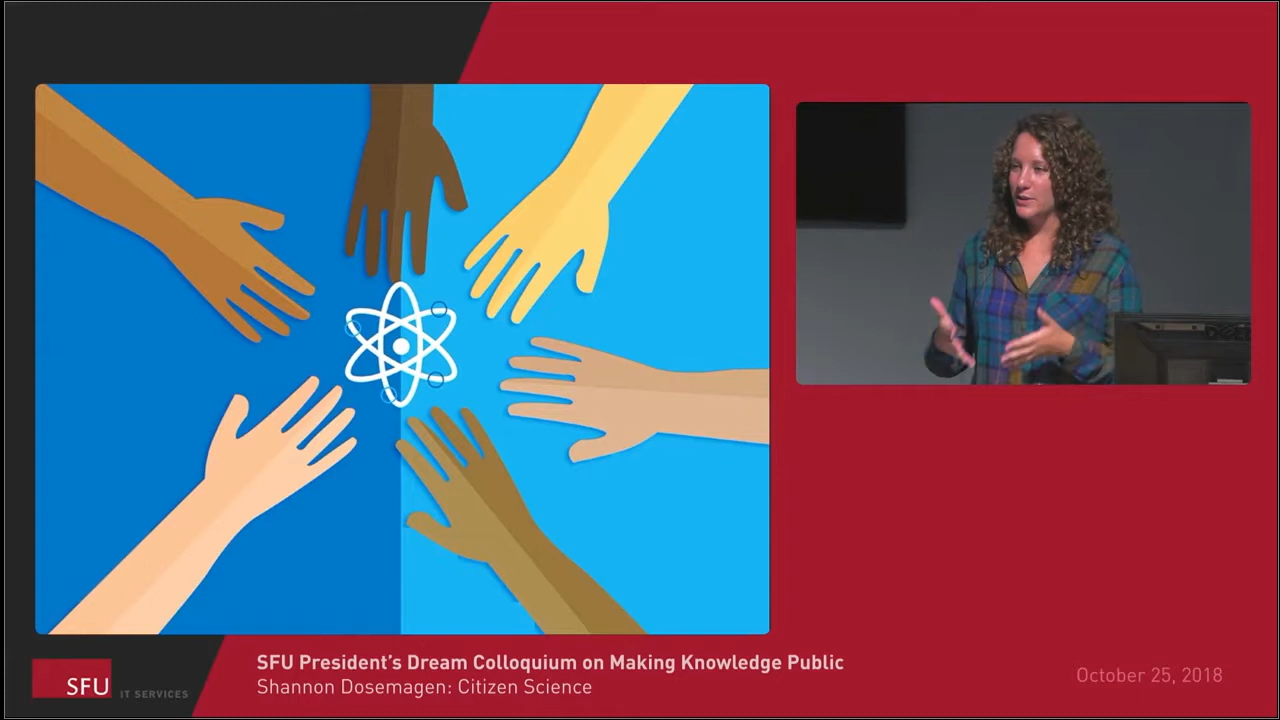 SFU President's Dream Colloquium on Making Knowledge Public
Shannon Dosemagen: Citizen Science
October 25, 2018
SFU IT SERVICES